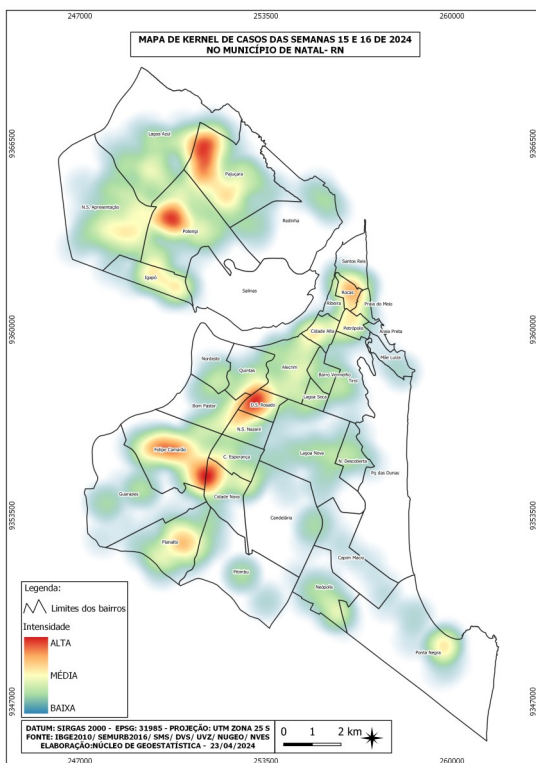 247000 253500 260000
MAPA DE KERNEL DE CASOS DAS SEMANAS 15 E 16 DE 2024
NO MUNICÍPIO DE NATAL- RN
9366500 9366500
Lagoa Azul
Pajuçara
N.S. Apresentação
Redinha
Potengi
Santos Reis
Igapó
Salinas
Rocas
Ribeira
Praia do Meio
9360000 9360000
Cidade Alta
Petrópolis
Areia Preta
Mãe Luiza
Nordeste
Quintas
Alecrim
Barro Vermelho
Tirol
Bom Pastor
D.S. Rosado
Lagoa Seca
N.S. Nazaré
Felipe Camarão
C. Esperança
Lagoa Nova
N. Descoberta
Pq das Dunas
Guarapes
Cidade Nova
9353500 9353500
Candelária
Planalto
Capim Macio
Pitimbu
Neópolis
Ponta Negra
Legenda:
Limites dos bairros
Intensidade
ALTA
MÉDIA
BAIXA
9347000 9347000
DATUM: SIRGAS 2000 - EPSG: 31985 - PROJEÇÃO: UTM ZONA 25 S
FONTE: IBGE2010/ SEMURB2016/ SMS/ DVS/ UVZ/ NUGEO/ NVES
ELABORAÇÃO:NÚCLEO DE GEOESTATÍSTICA - 23/04/2024
0 1 2 km
247000 253500 260000